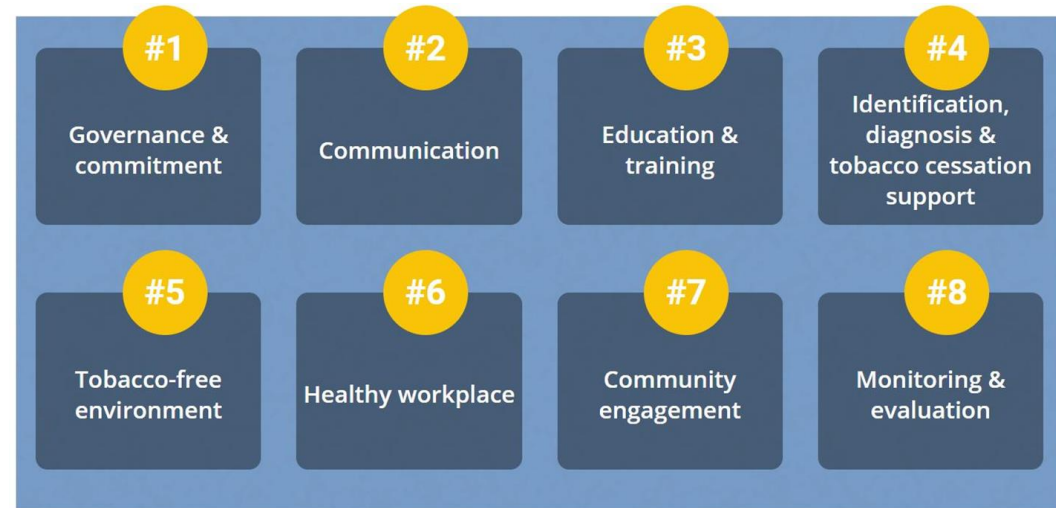 #1
Governance &
commitment
#2
Communication
#3
Education &
training
#4
Identification,
diagnosis &
tobacco cessation
support
#5
Tobacco-free
environment
#6
Healthy workplace
#7
Community
engagement
#8
Monitoring &
evaluation